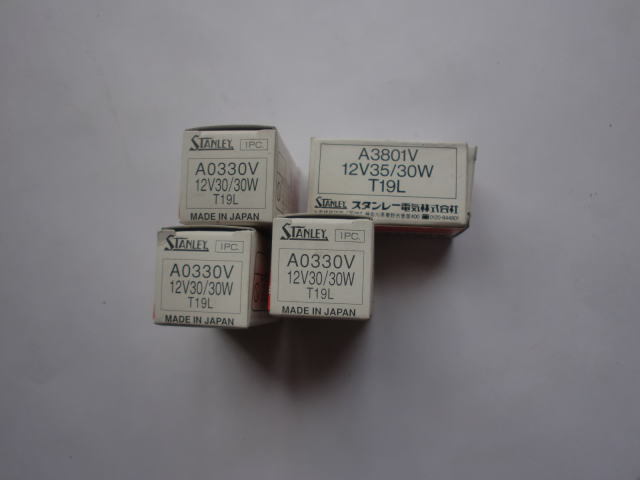 STANLEY 1PC.
A0330V
12V30/30W
T19L
MADE IN JAPAN
A3801V
12V35/30W
T19L
STANLEY スタンレー電気株式会社
STANLEY 1PC.
A0330V
12V30/30W
T19L
MADE IN JAPAN
STANLEY 1PC.
A0330V
12V30/30W
T19L
MADE IN JAPAN